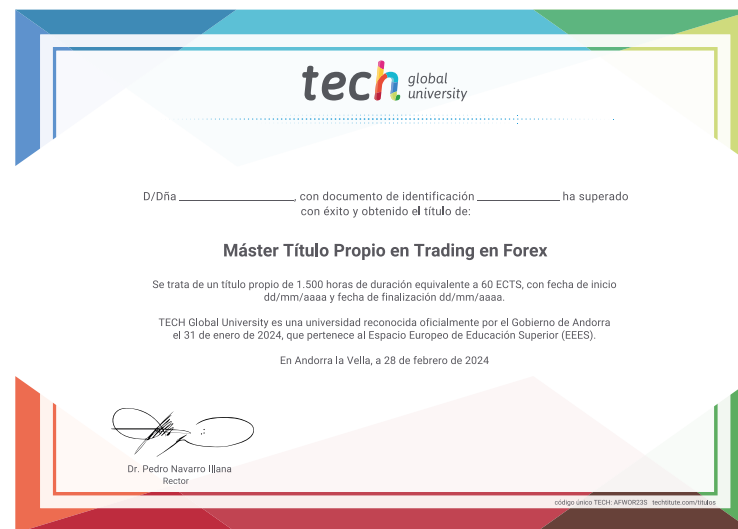 tech global university
D/Dña ______________, con documento de identificación ____________ ha superado
con éxito y obtenido el título de:
Máster Título Propio en Trading en Forex
Se trata de un título propio de 1.500 horas de duración equivalente a 60 ECTS, con fecha de inicio
dd/mm/aaaa y fecha de finalización dd/mm/aaaa.
TECH Global University es una universidad reconocida oficialmente por el Gobierno de Andorra
el 31 de enero de 2024, que pertenece al Espacio Europeo de Educación Superior (EEES).
En Andorra la Vella, a 28 de febrero de 2024
Dr. Pedro Navarro Illana
Rector
código único TECH: AFWOR23S techtitute.com/titulos